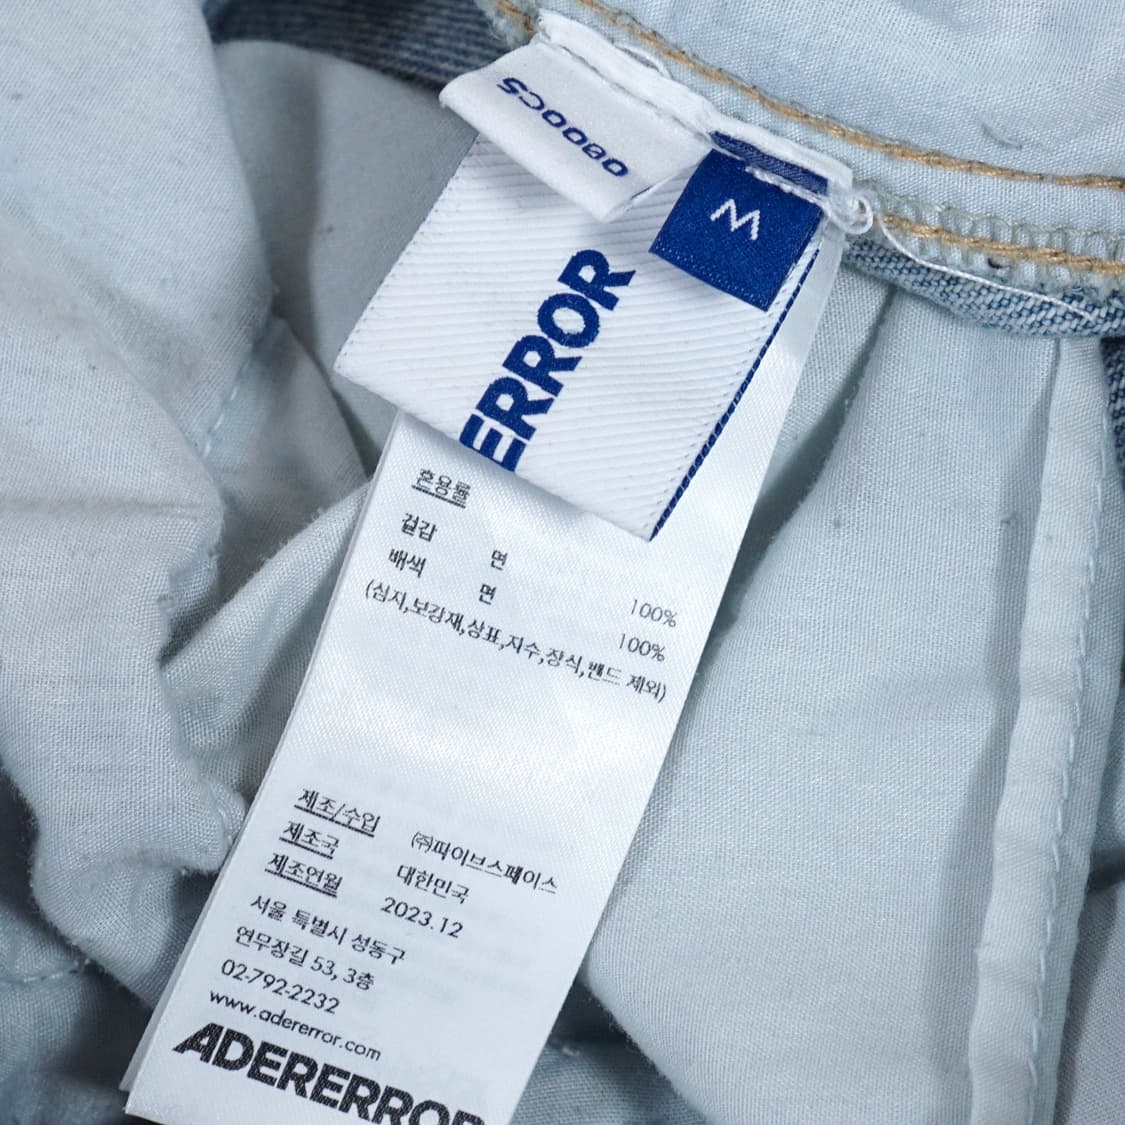 OB000CS
M
ERROR
혼용률
겉감 면 100%
배색 면 100%
(심지,보강재,상표,자수,장식,밴드 제외)
제조/수입 ㈜파이브스페이스
제조국 대한민국
제조연월 2023.12
서울 특별시 성동구
연무장길 53, 3층
02-792-2232
www.adererror.com
ADERERROR